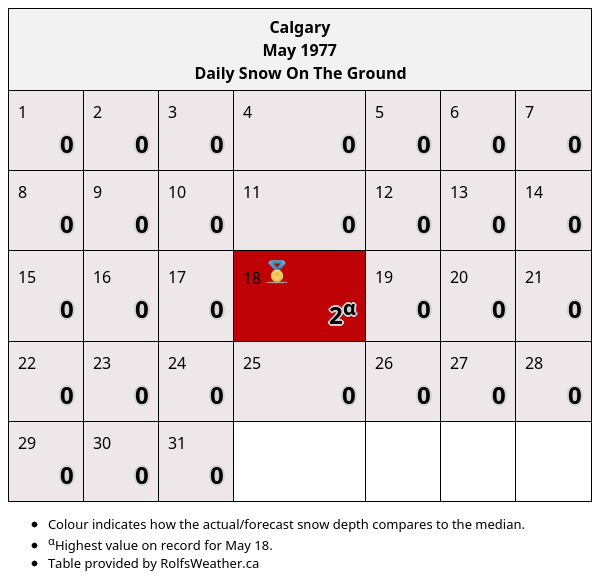 Calgary
May 1977
Daily Snow On The Ground
1 2 3 4 5 6 7
0 0 0 0 0 0 0
8 9 10 11 12 13 14
0 0 0 0 0 0 0
15 16 17 18 19 20 21
0 0 0 2ᵅ 0 0 0
22 23 24 25 26 27 28
0 0 0 0 0 0 0
29 30 31
0 0 0
• Colour indicates how the actual/forecast snow depth compares to the median.
• ᵅHighest value on record for May 18.
• Table provided by RolfsWeather.ca